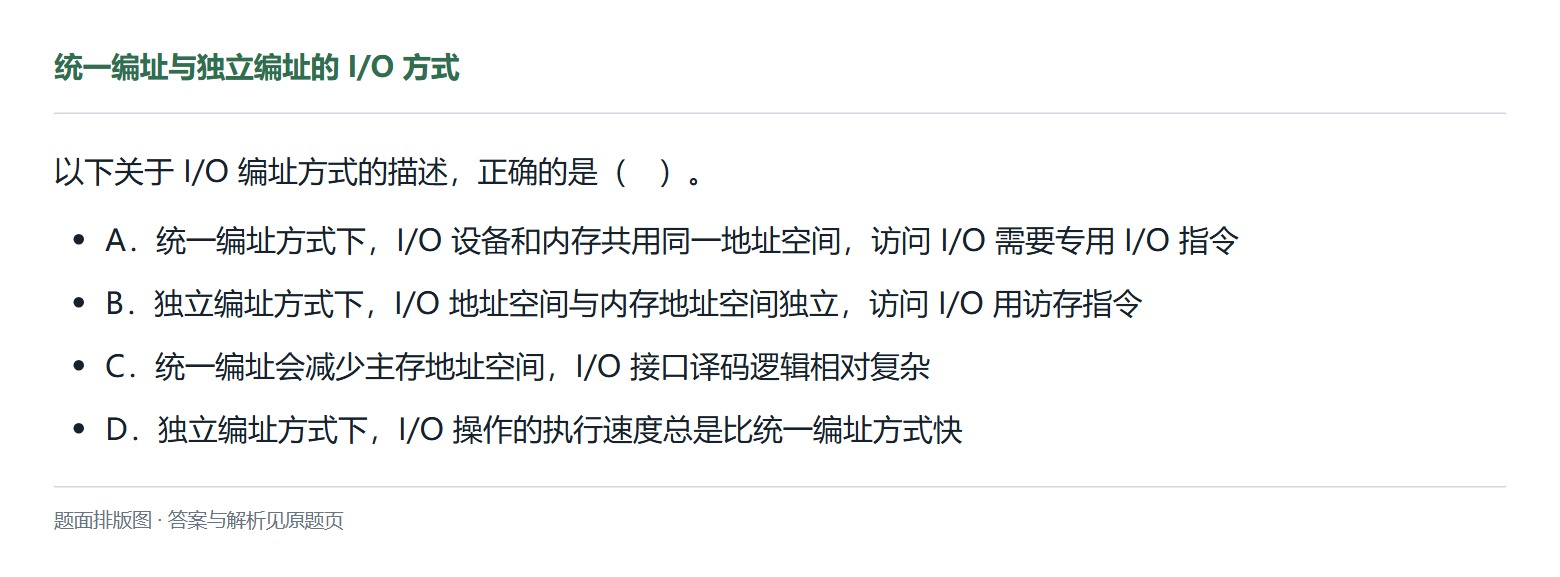 统一编址与独立编址的 I/O 方式
以下关于 I/O 编址方式的描述，正确的是（　）。
• A．统一编址方式下，I/O 设备和内存共用同一地址空间，访问 I/O 需要专用 I/O 指令
• B．独立编址方式下，I/O 地址空间与内存地址空间独立，访问 I/O 用访存指令
• C．统一编址会减少主存地址空间，I/O 接口译码逻辑相对复杂
• D．独立编址方式下，I/O 操作的执行速度总是比统一编址方式快
题面排版图 · 答案与解析见原题页